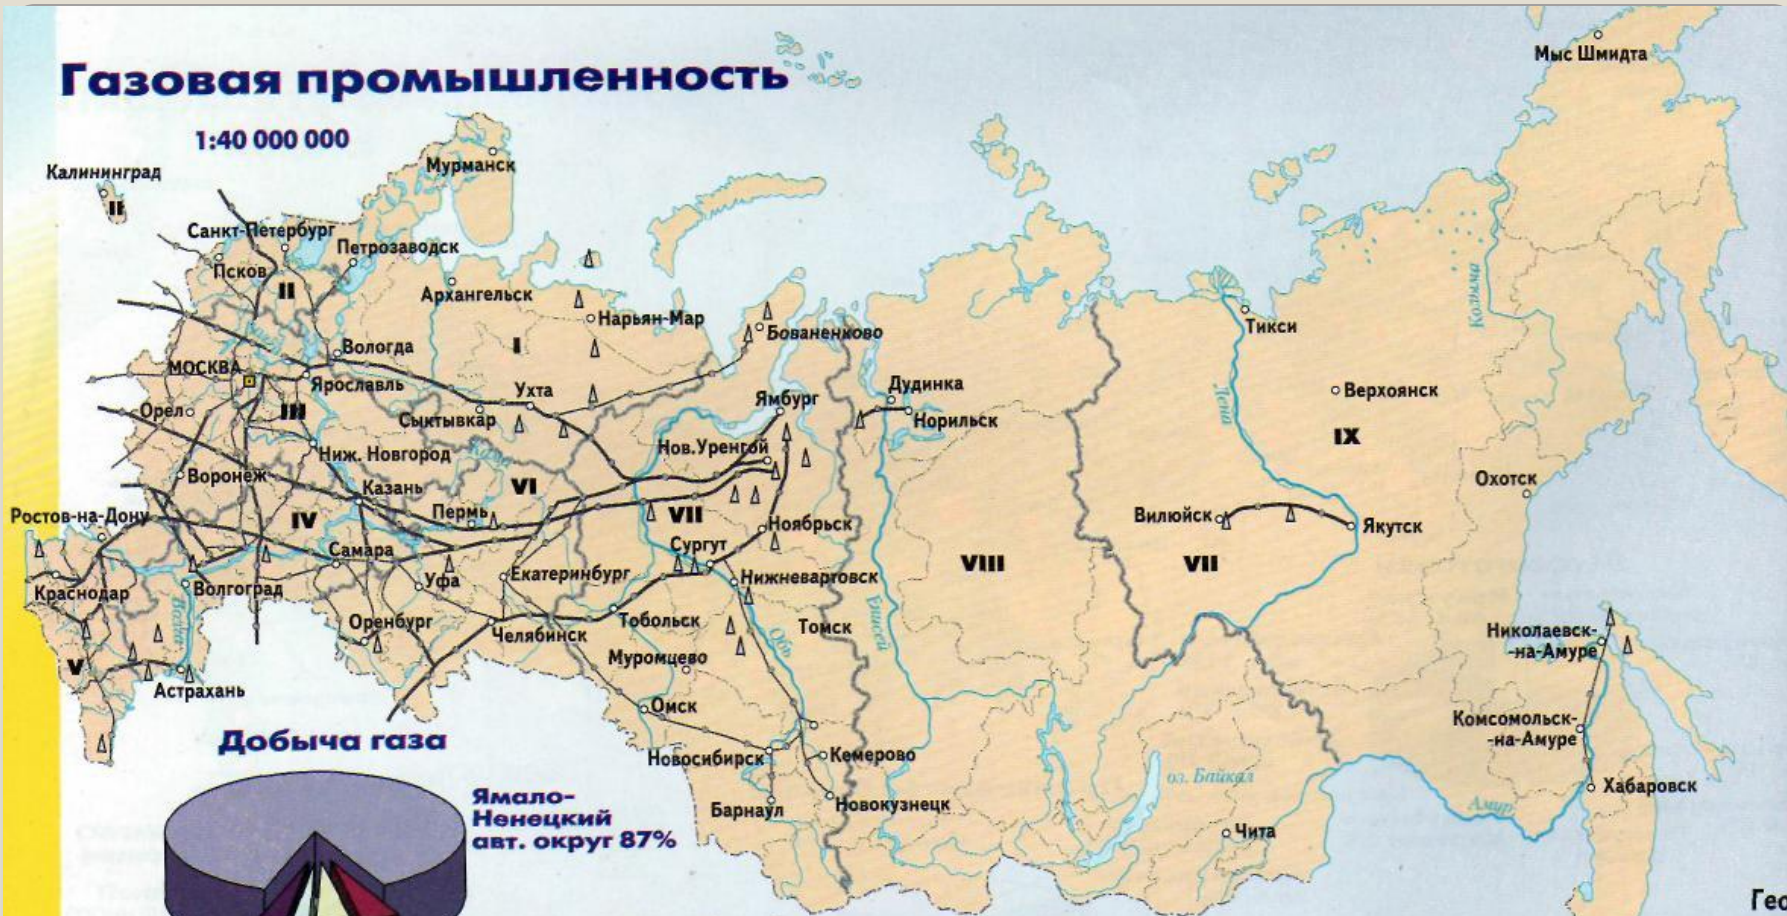 Газовая промышленность
1:40 000 000
Мыс Шмидта
Калининград
II
Мурманск
Санкт-Петербург
Петрозаводск
Псков
II
Архангельск
Нарьян-Мар
Бованенково
Тикси
Колыма
I
Вологда
МОСКВА
Ярославль
Ухта
Дудинка
Верхоянск
Лена
Орел
III
Сыктывкар
Ямбург
Норильск
IX
Ниж. Новгород
Кама
Нов.Уренгой
Воронеж
Казань
VI
Охотск
Ростов-на-Дону
IV
Пермь
VII
Ноябрьск
Вилюйск
Якутск
Самара
Сургут
VIII
VII
Краснодар
Волгоград
Уфа
Екатеринбург
Нижневартовск
Волга
Оренбург
Челябинск
Тобольск
Обь
Томск
Енисей
Николаевск-
-на-Амуре
V
Муромцево
Астрахань
Омск
Комсомольск-
-на-Амуре
Добыча газа
Новосибирск
Кемерово
оз. Байкал
Хабаровск
Ямало-
Ненецкий
авт. округ 87%
Барнаул
Новокузнецк
Амур
Чита
Гео